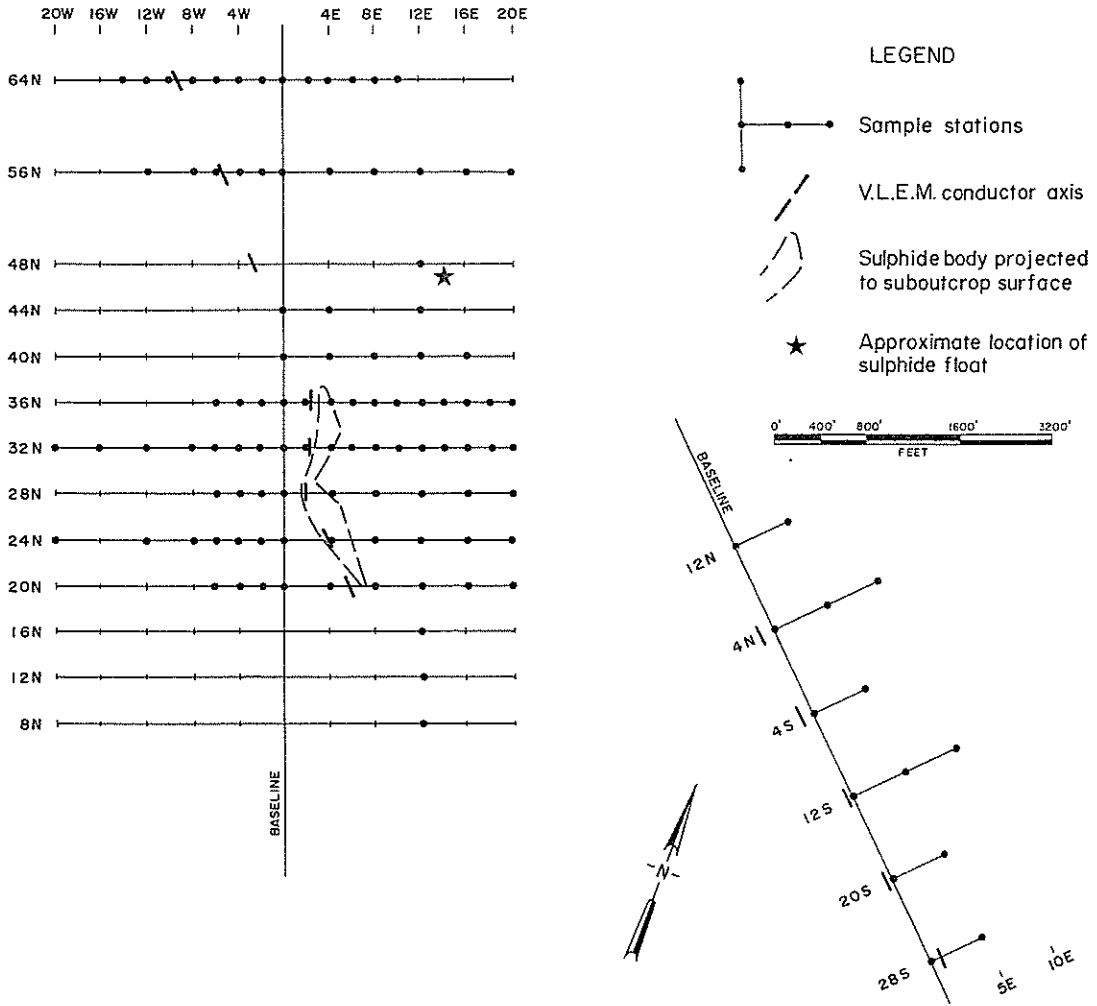 20W 16W 12W 8W 4W 4E 8E 12E 16E 20E
64N
56N
48N
44N
40N
36N
32N
28N
24N
20N
16N
12N
8N
BASELINE
LEGEND
Sample stations
V.L.E.M. conductor axis
Sulphide body projected
to suboutcrop surface
Approximate location of
sulphide float
0' 400' 800' 1600' 3200'
FEET
BASELINE
12N
4N
4S
12S
20S
28S
5E
10E
-N-